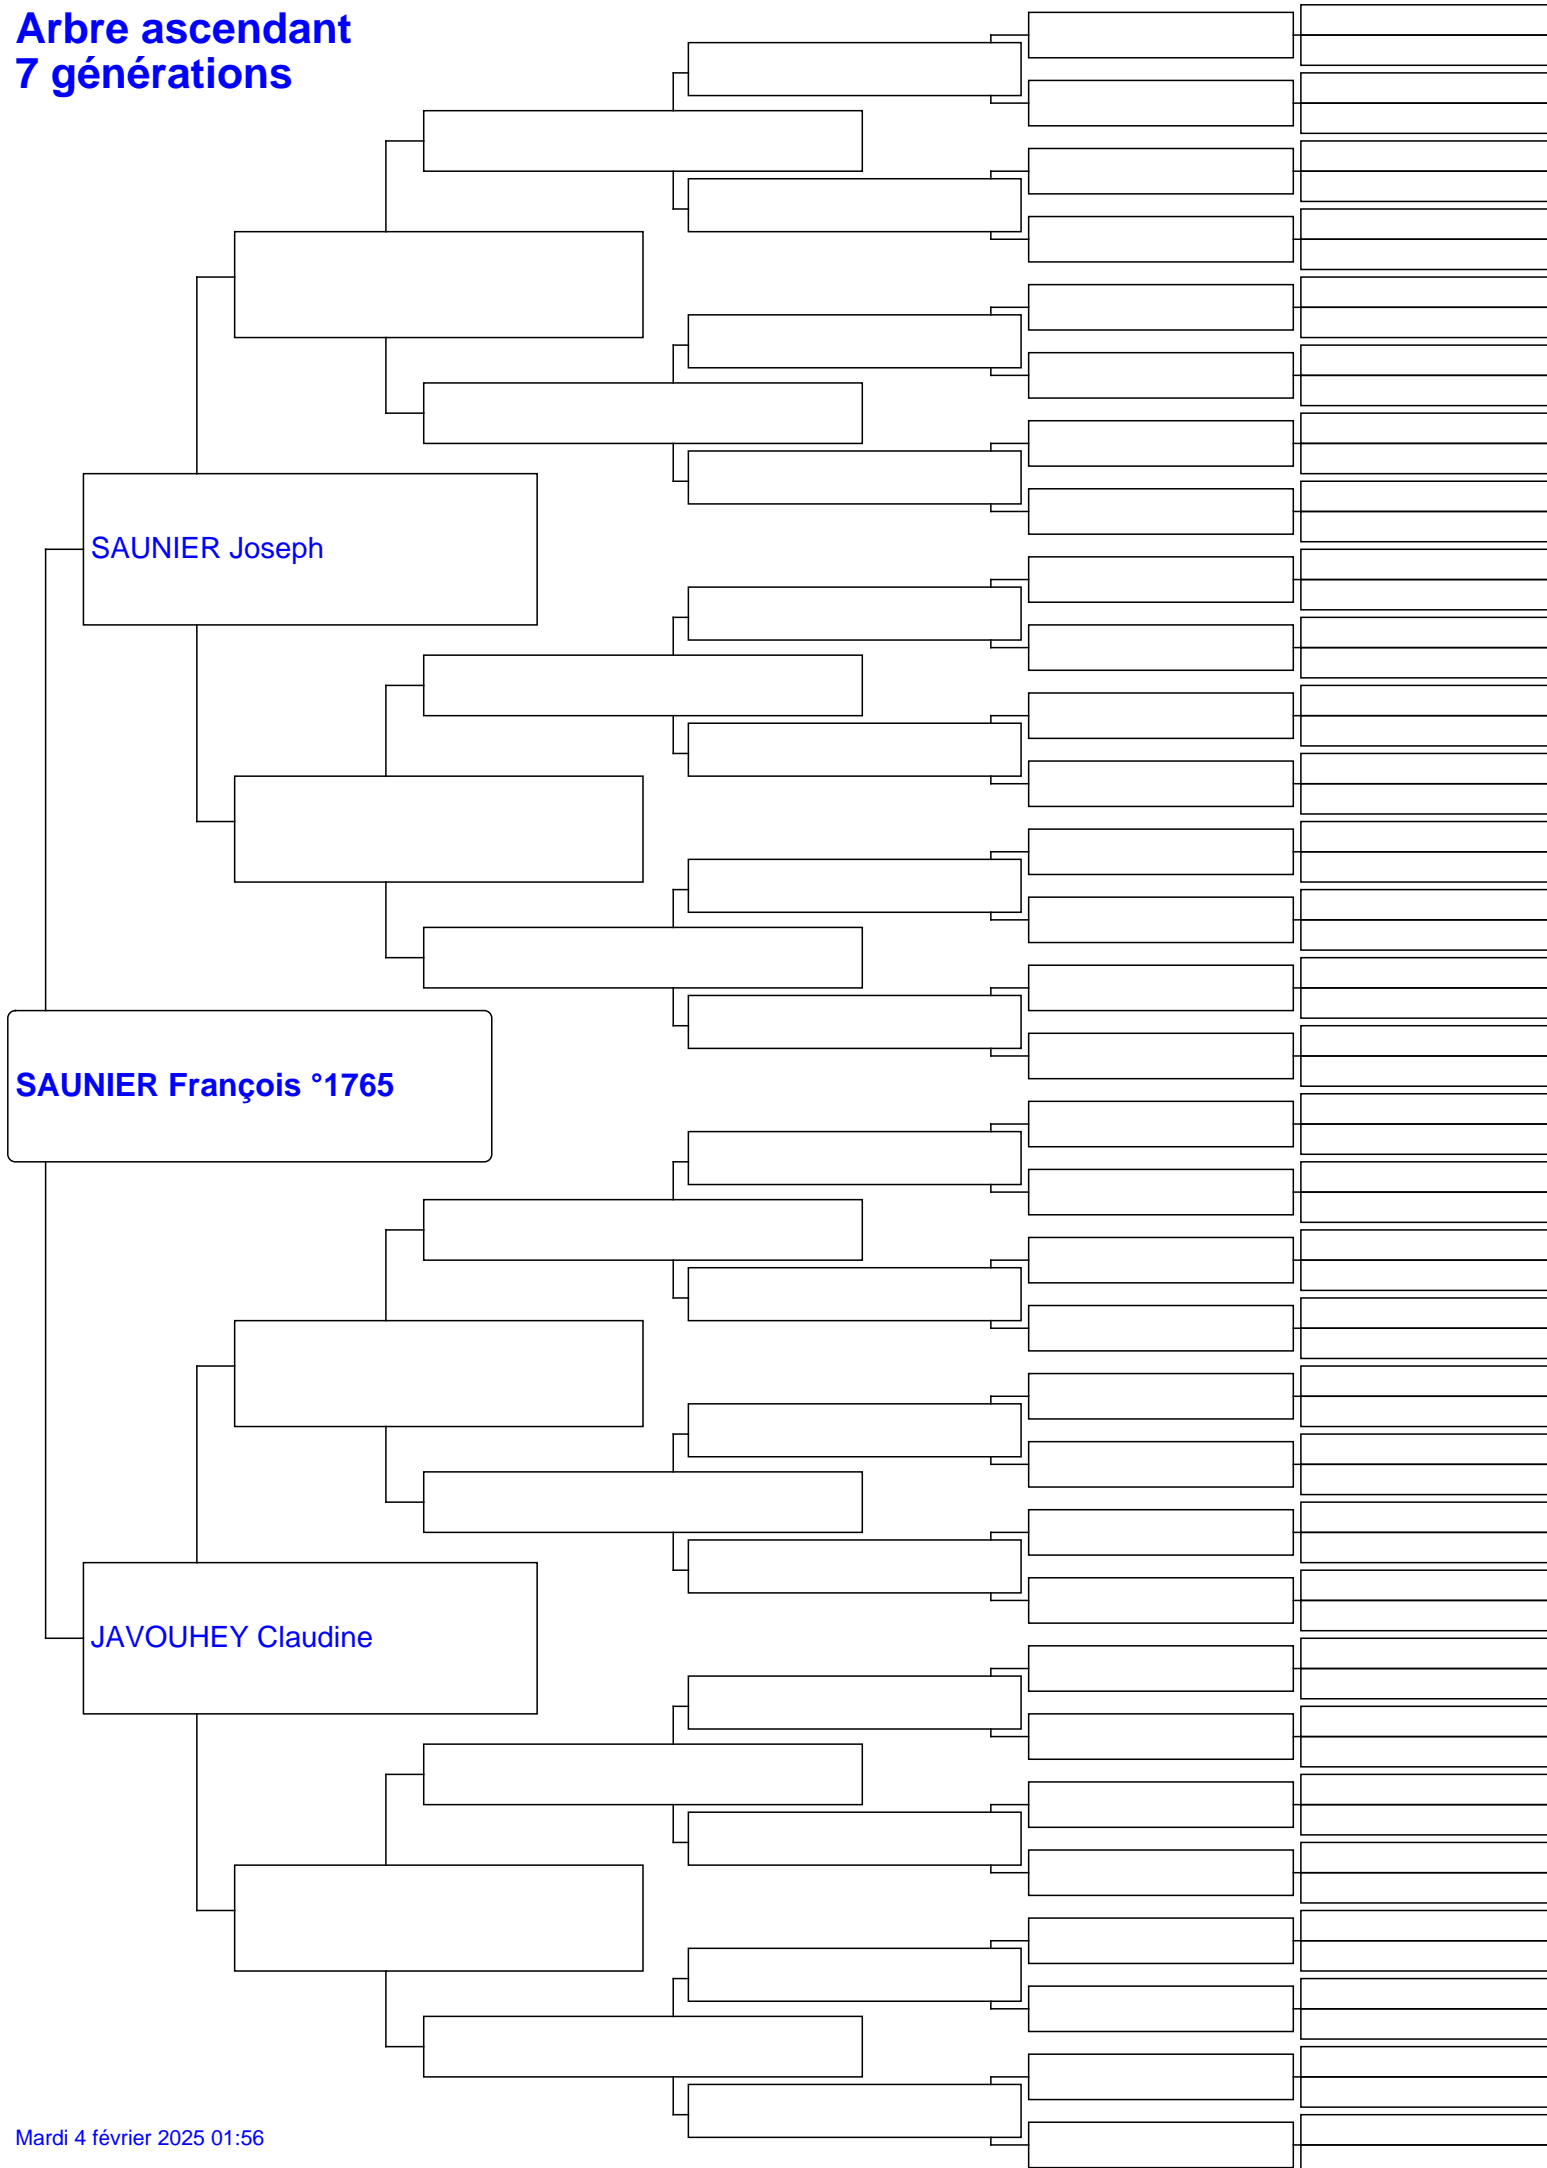 Arbre ascendant
7 générations
SAUNIER Joseph
SAUNIER François °1765
JAVOUHEY Claudine
Mardi 4 février 2025 01:56